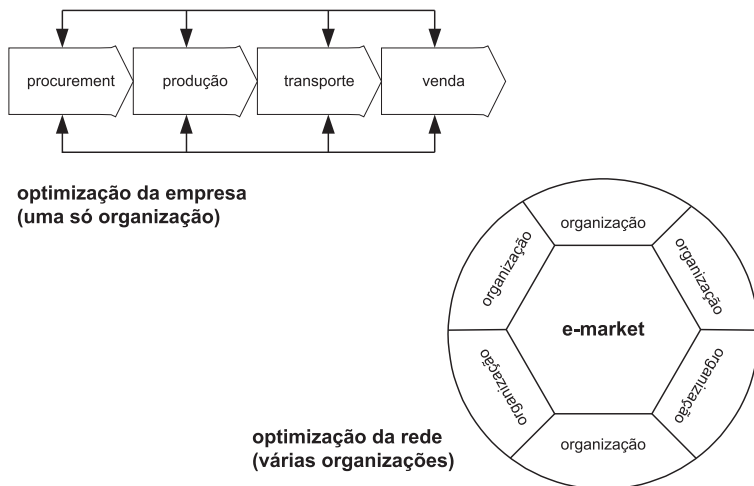 procurement
produção
transporte
venda
optimização da empresa
(uma só organização)
organização
organização
organização
e-market
organização
organização
organização
optimização da rede
(várias organizações)